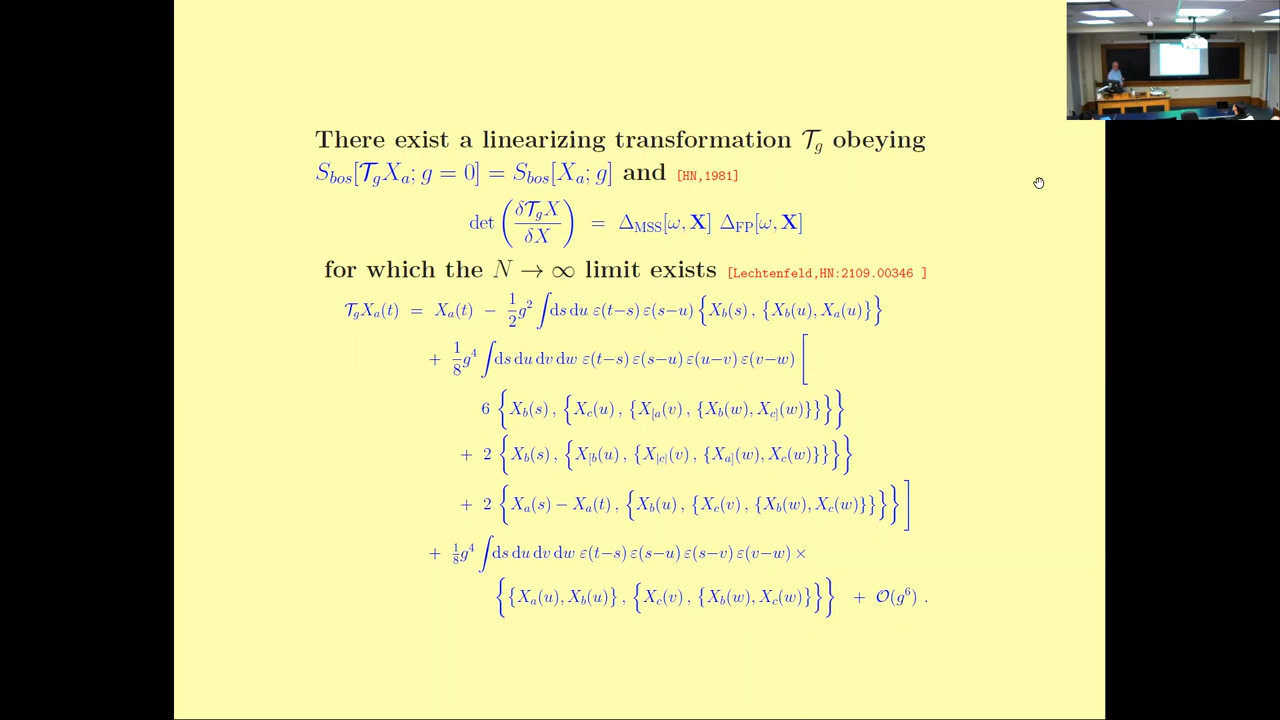 There exist a linearizing transformation 𝒯_g obeying
S_bos[𝒯_g X_a; g = 0] = S_bos[X_a; g] and [HN,1981]
det (δ𝒯_g X / δX) = Δ_MSS[ω, X] Δ_FP[ω, X]
for which the N → ∞ limit exists [Lechtenfeld,HN:2109.00346 ]
𝒯_g X_a(t) = X_a(t) − 1/2 g² ∫ds du ε(t−s) ε(s−u) {X_b(s), {X_b(u), X_a(u)}}
+ 1/8 g⁴ ∫ds du dv dw ε(t−s) ε(s−u) ε(u−v) ε(v−w) [
6 {X_b(s), {X_c(u), {X_[a(v), {X_b(w), X_c](w)}}}}
+ 2 {X_b(s), {X_[b(u), {X_|c|(v), {X_a](w), X_c(w)}}}}
+ 2 {X_a(s) − X_a(t), {X_b(u), {X_c(v), {X_b(w), X_c(w)}}}} ]
+ 1/8 g⁴ ∫ds du dv dw ε(t−s) ε(s−u) ε(s−v) ε(v−w) ×
{{X_a(u), X_b(u)}, {X_c(v), {X_b(w), X_c(w)}}} + 𝒪(g⁶) .